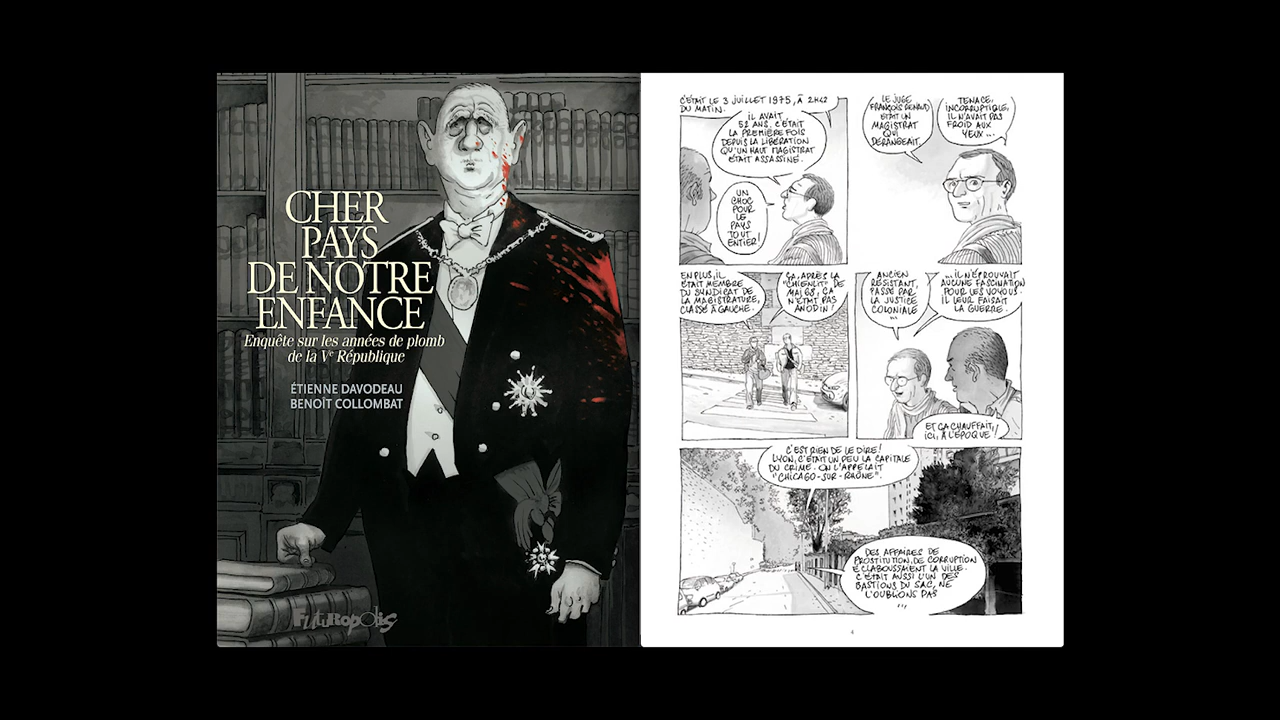 CHER
PAYS
DE NOTRE
ENFANCE
Enquête sur les années de plomb
de la Ve République
ÉTIENNE DAVODEAU
BENOÎT COLLOMBAT
FUTUROPOLIS
C'ÉTAIT LE 3 JUILLET 1975, À 2H42
DU MATIN.
IL AVAIT
52 ANS. C'ÉTAIT
LA PREMIÈRE FOIS
DEPUIS LA LIBÉRATION
QU'UN HAUT MAGISTRAT
ÉTAIT ASSASSINÉ.
UN
CHOC
POUR
LE
PAYS
TOUT
ENTIER!
LE JUGE
FRANÇOIS RENAUD
ÉTAIT UN
MAGISTRAT
QUI
DÉRANGEAIT.
TENACE,
INCORRUPTIBLE,
IL N'AVAIT PAS
FROID AUX
YEUX...
EN PLUS, IL
ÉTAIT MEMBRE
DU SYNDICAT DE
LA MAGISTRATURE,
CLASSÉ À GAUCHE.
ÇA, APRÈS LA
"CHIENLIT" DE
MAI 68, ÇA
N'ÉTAIT PAS
ANODIN!
ANCIEN
RÉSISTANT,
PASSÉ PAR
LA JUSTICE
COLONIALE
...
...IL N'ÉPROUVAIT
AUCUNE FASCINATION
POUR LES VOYOUS.
IL LEUR FAISAIT
LA GUERRE.
ET ÇA CHAUFFAIT,
ICI, À L'ÉPOQUE!
C'EST RIEN DE LE DIRE!
LYON, C'ÉTAIT UN PEU LA CAPITALE
DU CRIME. ON L'APPELAIT
"CHICAGO-SUR-RHÔNE".
DES AFFAIRES DE
PROSTITUTION, DE CORRUPTION
ÉCLABOUSSAIENT LA VILLE.
C'ÉTAIT AUSSI L'UN DES
BASTIONS DU SAC, NE
L'OUBLIONS PAS
...
4